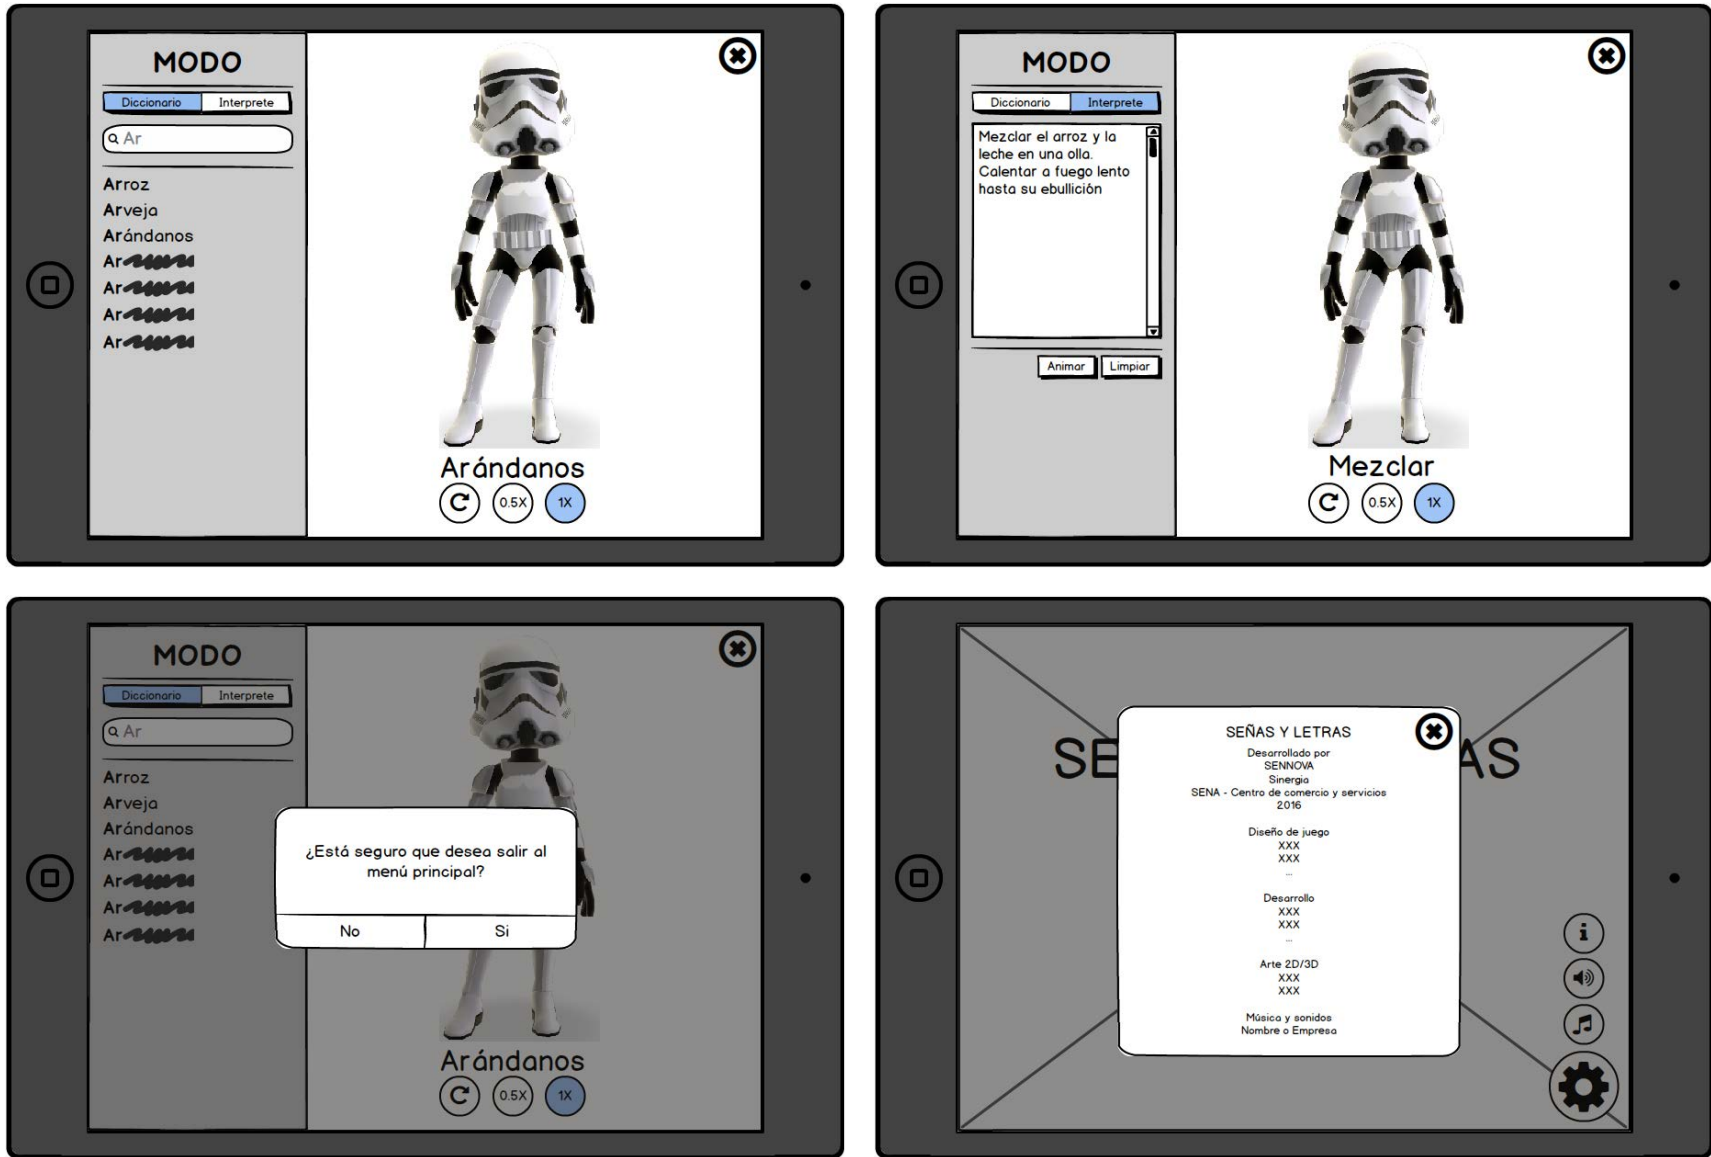 MODO
Diccionario Interprete
Ar
Arroz
Arveja
Arándanos
Ar
Ar
Ar
Ar
Arándanos
0.5X 1X
MODO
Diccionario Interprete
Mezclar el arroz y la
leche en una olla.
Calentar a fuego lento
hasta su ebullición
Animar Limpiar
Mezclar
0.5X 1X
MODO
Diccionario Interprete
Ar
Arroz
Arveja
Arándanos
Ar
Ar
Ar
Ar
¿Está seguro que desea salir al
menú principal?
No Si
Arándanos
0.5X 1X
SE AS
SEÑAS Y LETRAS
Desarrollado por
SENNOVA
Sinergia
SENA - Centro de comercio y servicios
2016
Diseño de juego
XXX
XXX
...
Desarrollo
XXX
XXX
...
Arte 2D/3D
XXX
XXX
Música y sonidos
Nombre o Empresa
i